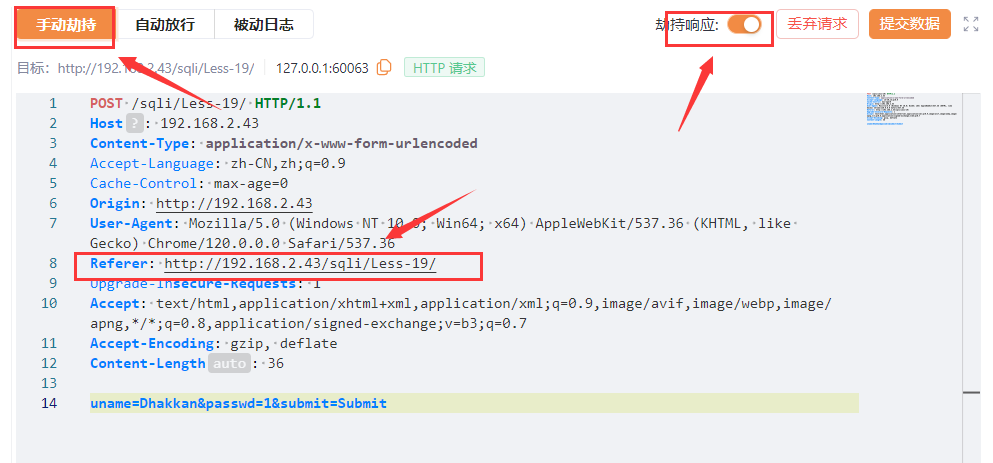 手动劫持 自动放行 被动日志 劫持响应: 丢弃请求 提交数据
目标: http://192.168.2.43/sqli/Less-19/ 127.0.0.1:60063 HTTP 请求
1 POST /sqli/Less-19/ HTTP/1.1
2 Host ? : 192.168.2.43
3 Content-Type: application/x-www-form-urlencoded
4 Accept-Language: zh-CN,zh;q=0.9
5 Cache-Control: max-age=0
6 Origin: http://192.168.2.43
7 User-Agent: Mozilla/5.0 (Windows NT 10.0; Win64; x64) AppleWebKit/537.36 (KHTML, like
Gecko) Chrome/120.0.0.0 Safari/537.36
8 Referer: http://192.168.2.43/sqli/Less-19/
9 Upgrade-Insecure-Requests: 1
10 Accept: text/html,application/xhtml+xml,application/xml;q=0.9,image/avif,image/webp,image/
apng,*/*;q=0.8,application/signed-exchange;v=b3;q=0.7
11 Accept-Encoding: gzip, deflate
12 Content-Length auto : 36
13
14 uname=Dhakkan&passwd=1&submit=Submit